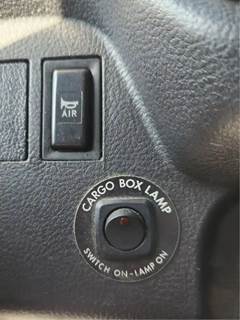 AIR
CARGO BOX LAMP
SWITCH ON-LAMP ON